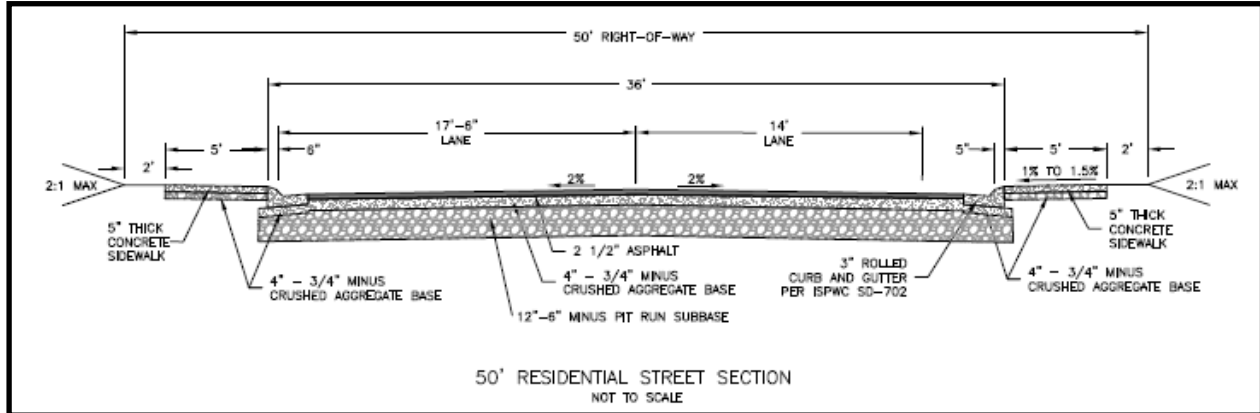 50' RIGHT-OF-WAY
36'
17'-6"
LANE
14'
LANE
2'
5'
6"
5"
5'
2'
2:1 MAX
2%
2%
1% TO 1.5%
2:1 MAX
5" THICK
CONCRETE
SIDEWALK
4" - 3/4" MINUS
CRUSHED AGGREGATE BASE
2 1/2" ASPHALT
4" - 3/4" MINUS
CRUSHED AGGREGATE BASE
12"-6" MINUS PIT RUN SUBBASE
3" ROLLED
CURB AND GUTTER
PER ISPWC SD-702
5" THICK
CONCRETE
SIDEWALK
4" - 3/4" MINUS
CRUSHED AGGREGATE BASE
50' RESIDENTIAL STREET SECTION
NOT TO SCALE